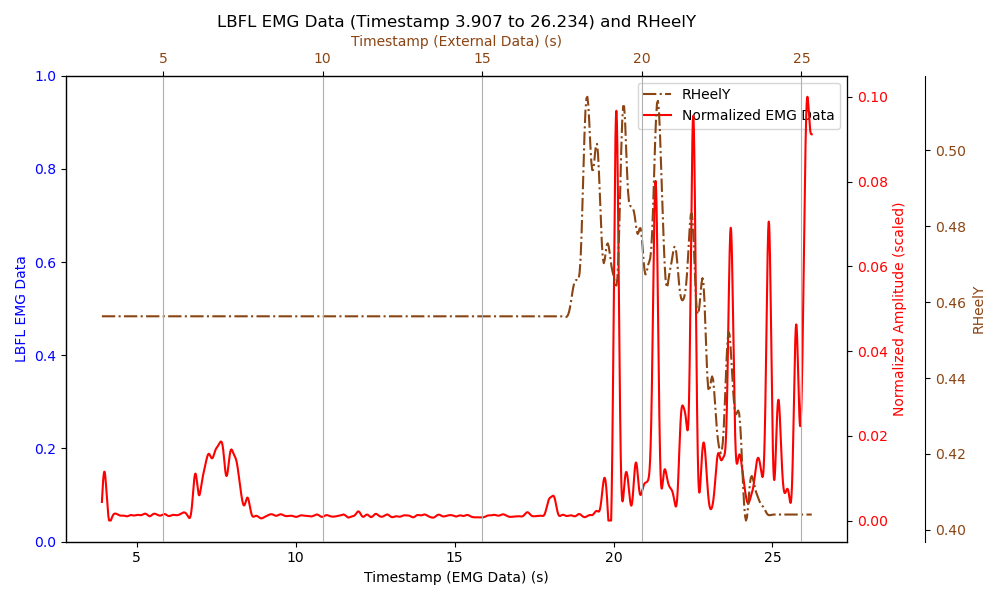 LBFL EMG Data (Timestamp 3.907 to 26.234) and RHeelY
Timestamp (External Data) (s)
5 10 15 20 25
RHeelY
Normalized EMG Data
1.0
0.8
0.6
0.4
0.2
0.0
LBFL EMG Data
0.10
0.08
0.06
0.04
0.02
0.00
Normalized Amplitude (scaled)
0.50
0.48
0.46
0.44
0.42
0.40
RHeelY
5 10 15 20 25
Timestamp (EMG Data) (s)